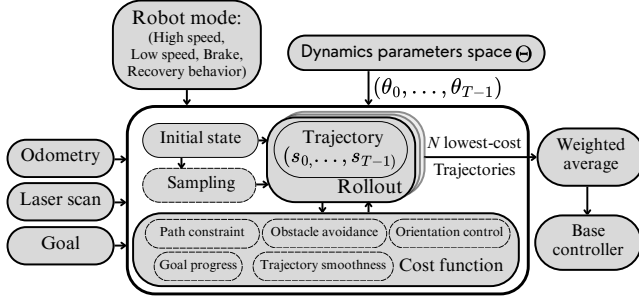 Robot mode:
(High speed,
Low speed, Brake,
Recovery behavior)
Dynamics parameters space Θ
(θ₀, . . . , θ_{T−1})
Odometry
Laser scan
Goal
Initial state
Sampling
Trajectory
(s₀, . . . , s_{T−1})
Rollout
N lowest-cost
Trajectories
Weighted
average
Base
controller
Path constraint
Obstacle avoidance
Orientation control
Goal progress
Trajectory smoothness
Cost function